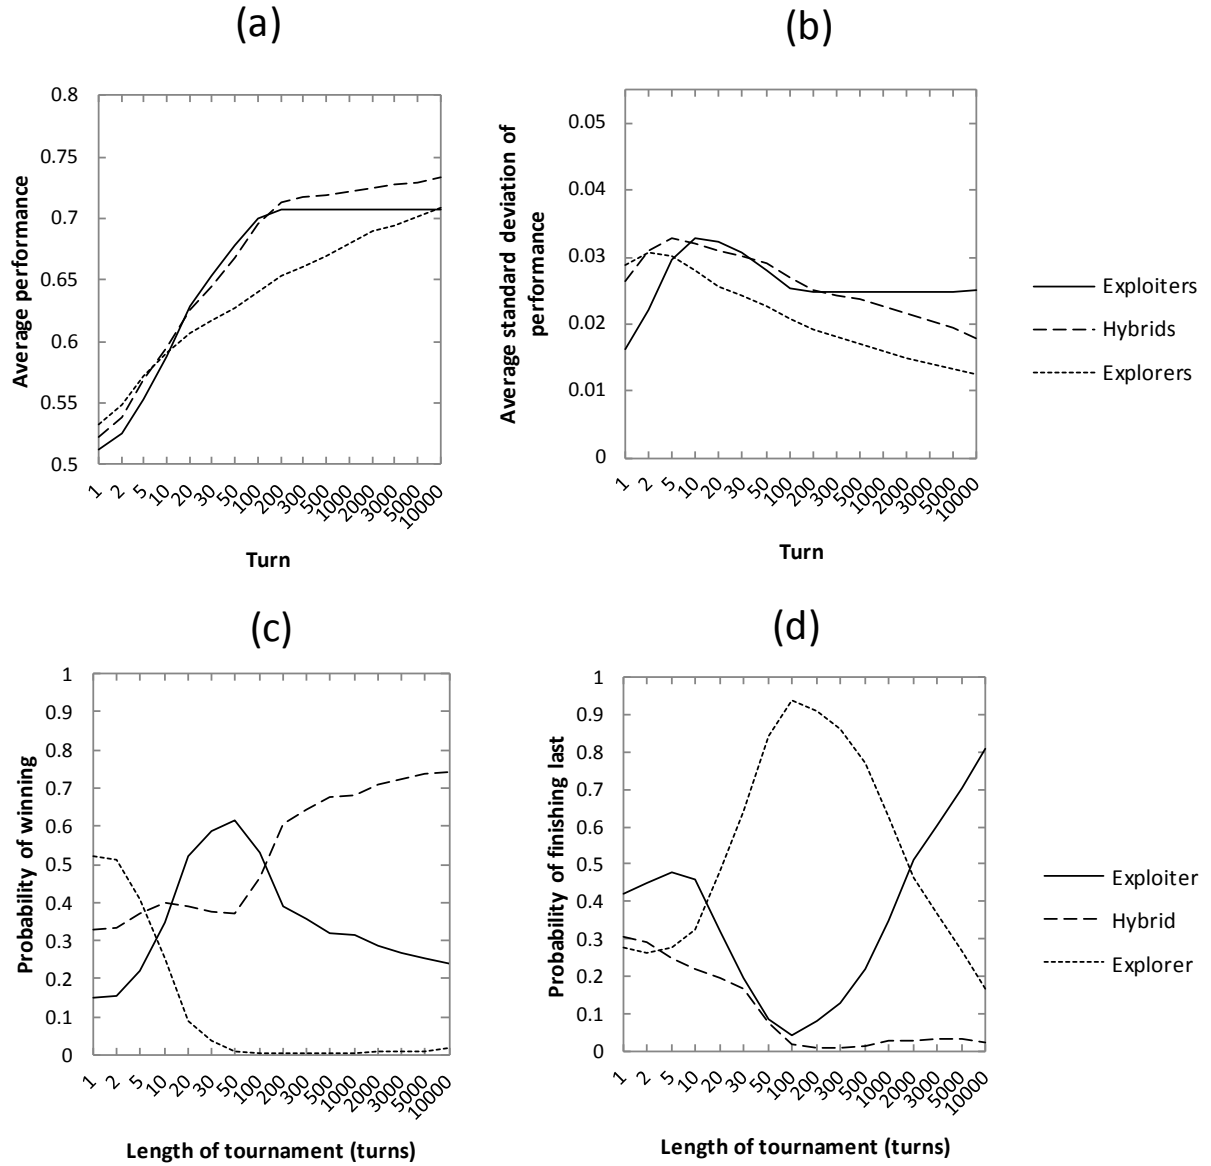 (a)
0.8
0.75
0.7
0.65
0.6
0.55
0.5
Average performance
1 2 5 10 20 30 50 100 200 300 500 1000 2000 3000 5000 10000
Turn
(b)
0.05
0.04
0.03
0.02
0.01
0
Average standard deviation of
performance
1 2 5 10 20 30 50 100 200 300 500 1000 2000 3000 5000 10000
Turn
Exploiters
Hybrids
Explorers
(c)
1
0.9
0.8
0.7
0.6
0.5
0.4
0.3
0.2
0.1
0
Probability of winning
1 2 5 10 20 30 50 100 200 300 500 1000 2000 3000 5000 10000
Length of tournament (turns)
(d)
1
0.9
0.8
0.7
0.6
0.5
0.4
0.3
0.2
0.1
0
Probability of finishing last
1 2 5 10 20 30 50 100 200 300 500 1000 2000 3000 5000 10000
Length of tournament (turns)
Exploiter
Hybrid
Explorer